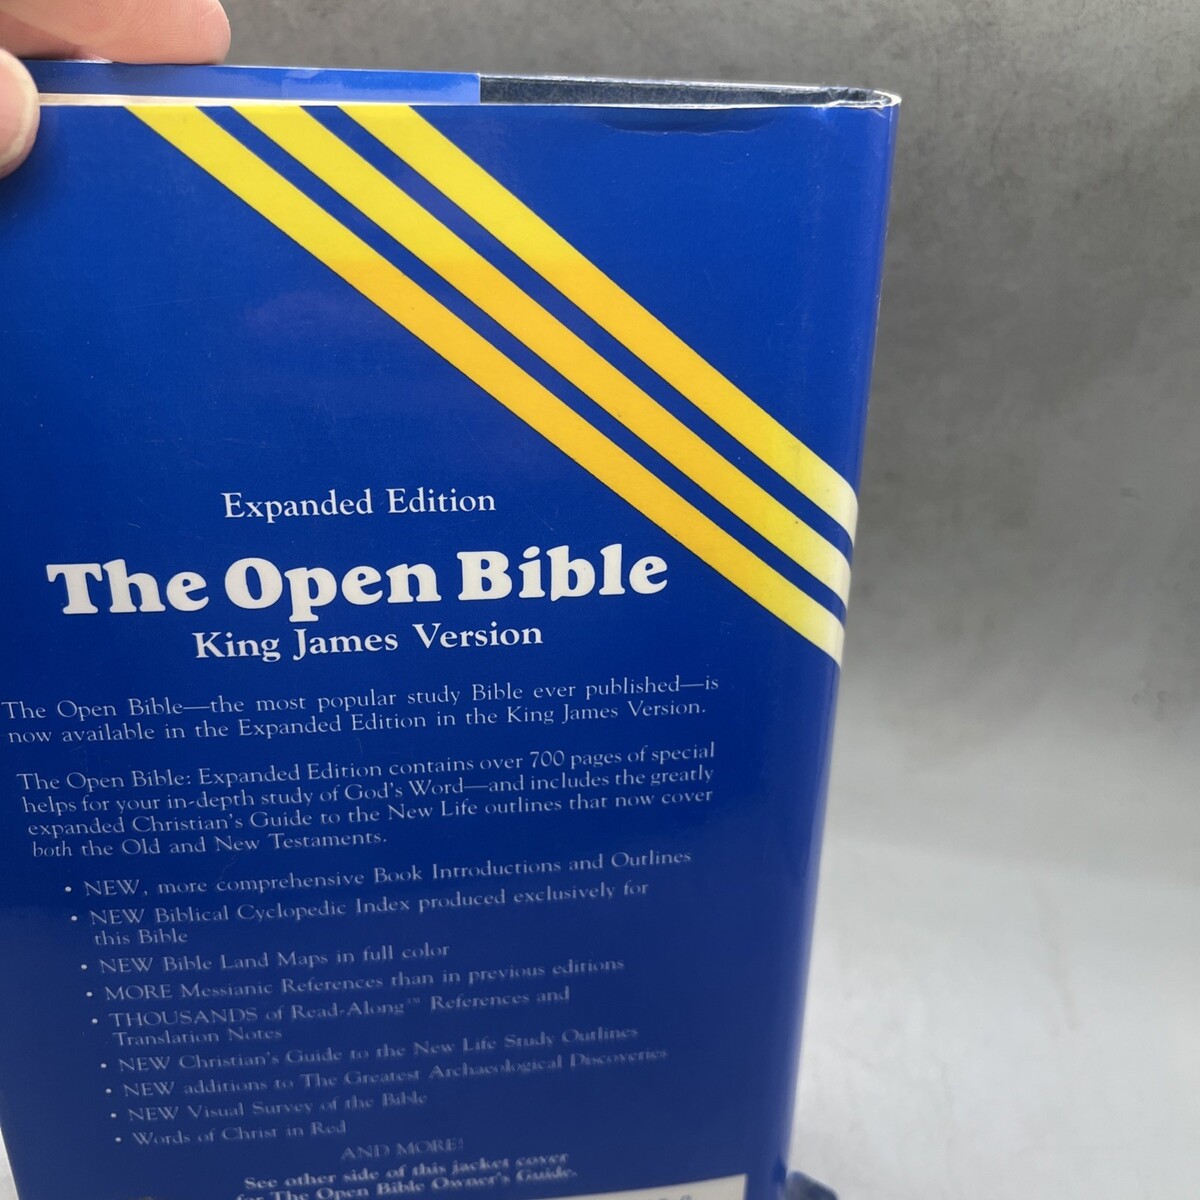 Expanded Edition
The Open Bible
King James Version
The Open Bible—the most popular study Bible ever published—is
now available in the Expanded Edition in the King James Version.
The Open Bible: Expanded Edition contains over 700 pages of special
helps for your in-depth study of God's Word—and includes the greatly
expanded Christian's Guide to the New Life outlines that now cover
both the Old and New Testaments.
• NEW, more comprehensive Book Introductions and Outlines
• NEW Biblical Cyclopedic Index produced exclusively for
this Bible
• NEW Bible Land Maps in full color
• MORE Messianic References than in previous editions
• THOUSANDS of Read-Along™ References and
Translation Notes
• NEW Christian's Guide to the New Life Study Outlines
• NEW additions to The Greatest Archaeological Discoveries
• NEW Visual Survey of the Bible
• Words of Christ in Red
AND MORE!
See other side of this jacket cover
for The Open Bible Owner's Guide.